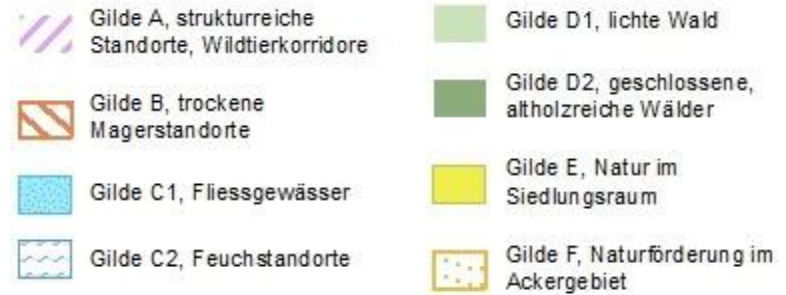 Gilde A, strukturreiche
Standorte, Wildtierkorridore
Gilde B, trockene
Magerstandorte
Gilde C1, Fliessgewässer
Gilde C2, Feuchstandorte
Gilde D1, lichte Wald
Gilde D2, geschlossene,
altholzreiche Wälder
Gilde E, Natur im
Siedlungsraum
Gilde F, Naturförderung im
Ackergebiet